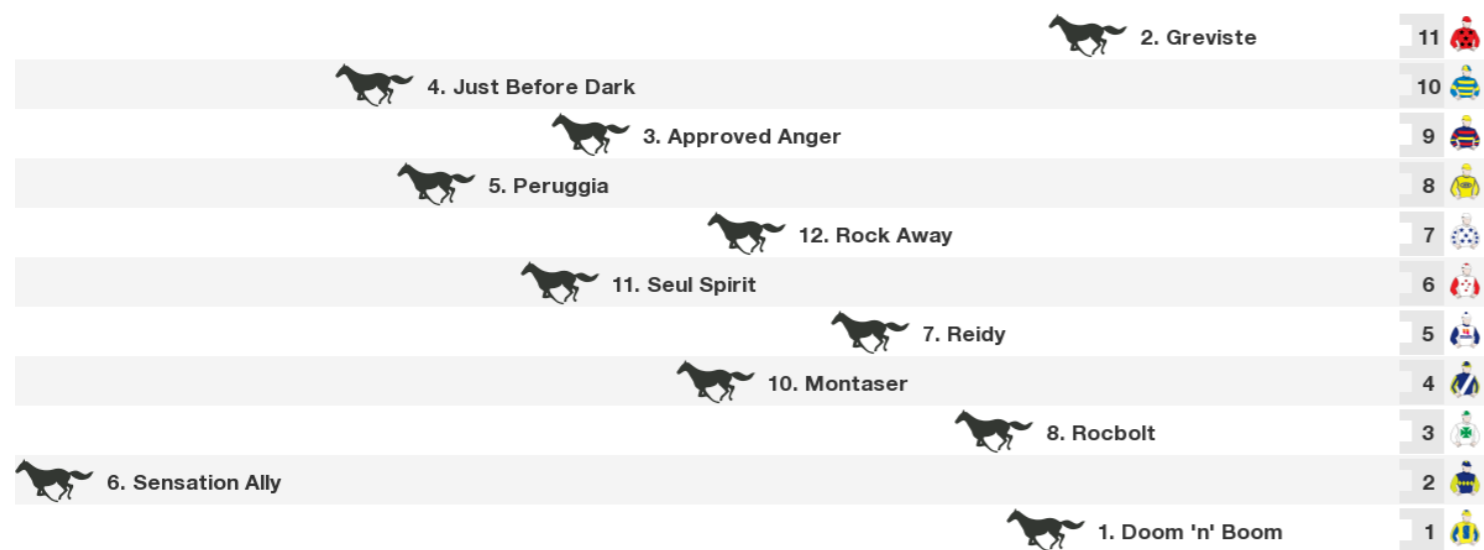 2. Greviste 11
4. Just Before Dark 10
3. Approved Anger 9
5. Peruggia 8
12. Rock Away 7
11. Seul Spirit 6
7. Reidy 5
10. Montaser 4
8. Rocbolt 3
6. Sensation Ally 2
1. Doom 'n' Boom 1